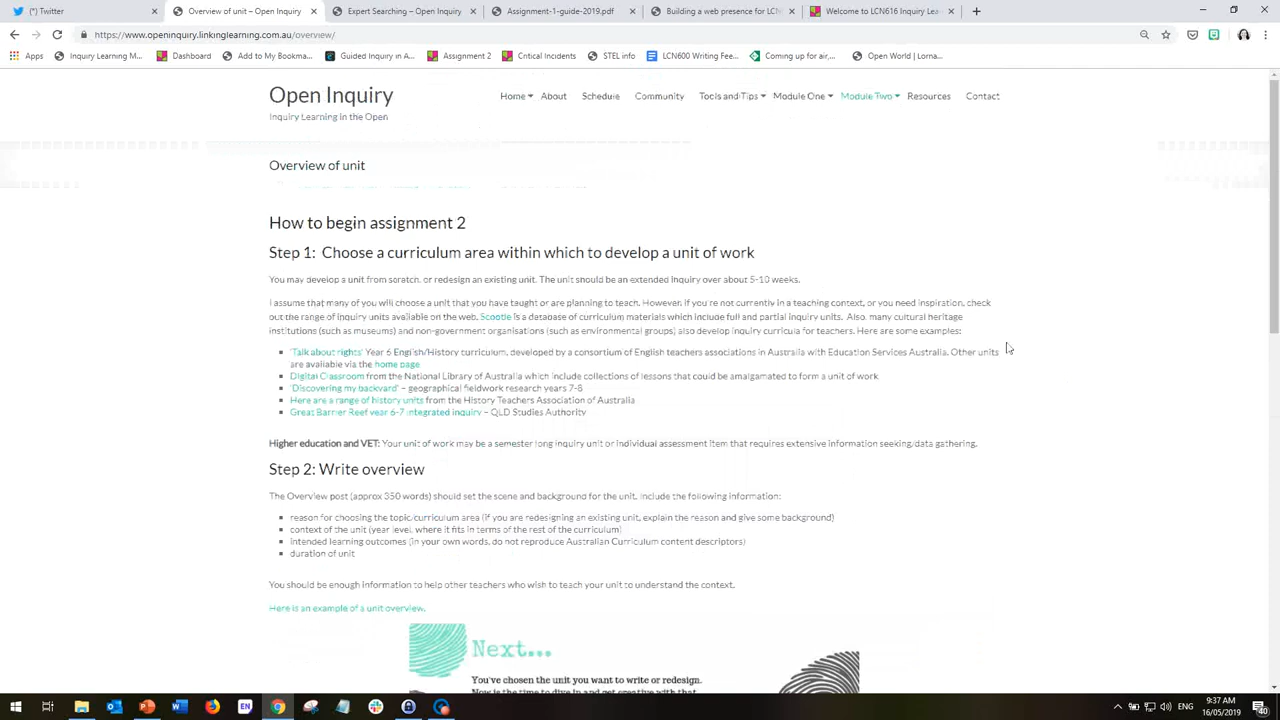 (*) Twitter
Overview of unit – Open Inquiry
Expert Searching – Open Inquiry
Assignment-1-guide-2019.pdf
Building a web presence for LCN
Welcome to LCN616 Inquiry Lea
https://www.openinquiry.linkinglearning.com.au/overview/
Apps
Inquiry Learning M...
Dashboard
Add to My Bookma...
Guided Inquiry in A...
Assignment 2
Critical Incidents
STEL info
LCN600 Writing Fee...
Coming up for air,...
Open World | Lorna...
Open Inquiry
Inquiry Learning in the Open
Home About Schedule Community Tools and Tips Module One Module Two Resources Contact
Overview of unit
How to begin assignment 2
Step 1: Choose a curriculum area within which to develop a unit of work
You may develop a unit from scratch, or redesign an existing unit. The unit should be an extended inquiry over about 5-10 weeks.
I assume that many of you will choose a unit that you have taught or are planning to teach. However, if you're not currently in a teaching context, or you need inspiration, check
out the range of inquiry units available on the web. Scootle is a database of curriculum materials which include full and partial inquiry units. Also, many cultural heritage
institutions (such as museums) and non-government organisations (such as environmental groups) also develop inquiry curricula for teachers. Here are some examples:
'Talk about rights' Year 6 English/History curriculum, developed by a consortium of English teachers associations in Australia with Education Services Australia. Other units
are available via the home page
Digital Classroom from the National Library of Australia which include collections of lessons that could be amalgamated to form a unit of work
'Discovering my backyard' – geographical fieldwork research years 7-8
Here are a range of history units from the History Teachers Association of Australia
Great Barrier Reef year 6-7 integrated inquiry – QLD Studies Authority
Higher education and VET: Your unit of work may be a semester long inquiry unit or individual assessment item that requires extensive information seeking/data gathering.
Step 2: Write overview
The Overview post (approx 350 words) should set the scene and background for the unit. Include the following information:
reason for choosing the topic/curriculum area (if you are redesigning an existing unit, explain the reason and give some background)
context of the unit (year level, where it fits in terms of the rest of the curriculum)
intended learning outcomes (in your own words, do not reproduce Australian Curriculum content descriptors)
duration of unit
You should be enough information to help other teachers who wish to teach your unit to understand the context.
Here is an example of a unit overview.
Next...
You've chosen the unit you want to write or redesign.
Now is the time to dive in and get creative with that
EN
ENG
9:37 AM
16/05/2019
40